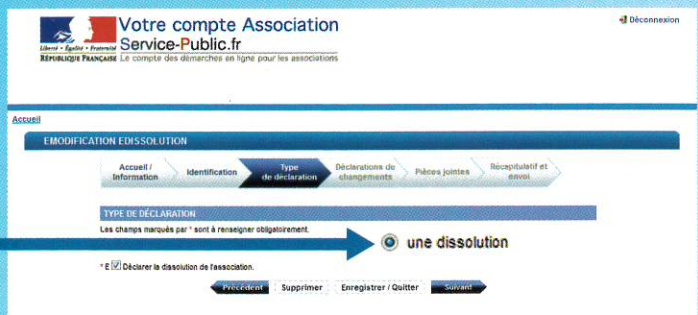 Votre compte Association
Déconnexion
Service-Public.fr
Liberté • Égalité • Fraternité
RÉPUBLIQUE FRANÇAISE
Le compte des démarches en ligne pour les associations
Accueil
EMODIFICATION EDISSOLUTION
Accueil / Information
Identification
Type de déclaration
Déclarations de changements
Pièces jointes
Récapitulatif et envoi
TYPE DE DÉCLARATION
Les champs marqués par * sont à renseigner obligatoirement.
une dissolution
* E Déclarer la dissolution de l'association.
Précédent Supprimer Enregistrer / Quitter Suivant